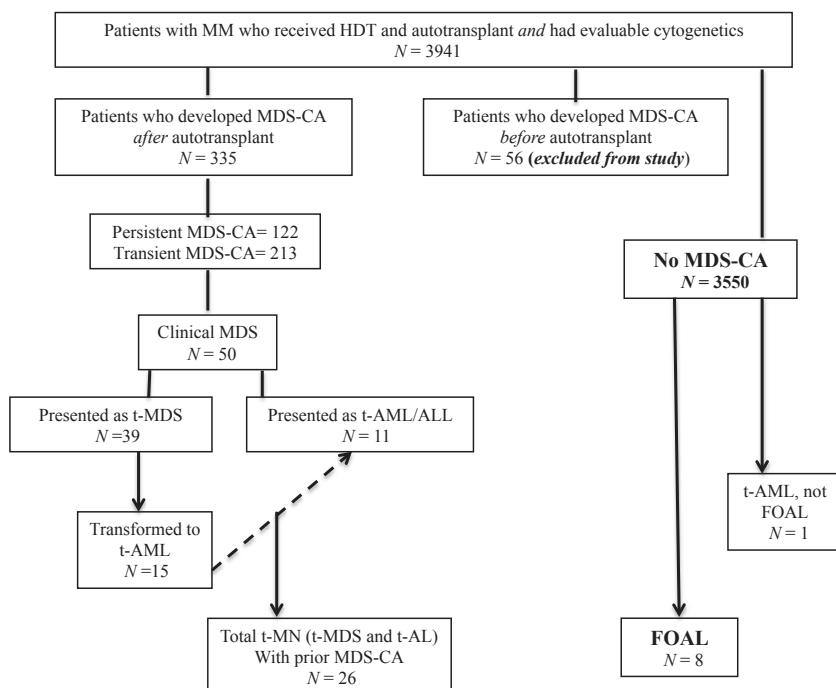 Patients with MM who received HDT and autotransplant and had evaluable cytogenetics
N = 3941
Patients who developed MDS-CA
after autotransplant
N = 335
Patients who developed MDS-CA
before autotransplant
N = 56 (excluded from study)
Persistent MDS-CA= 122
Transient MDS-CA= 213
No MDS-CA
N = 3550
Clinical MDS
N = 50
Presented as t-MDS
N =39
Presented as t-AML/ALL
N = 11
t-AML, not
FOAL
N = 1
Transformed to
t-AML
N =15
Total t-MN (t-MDS and t-AL)
With prior MDS-CA
N = 26
FOAL
N = 8